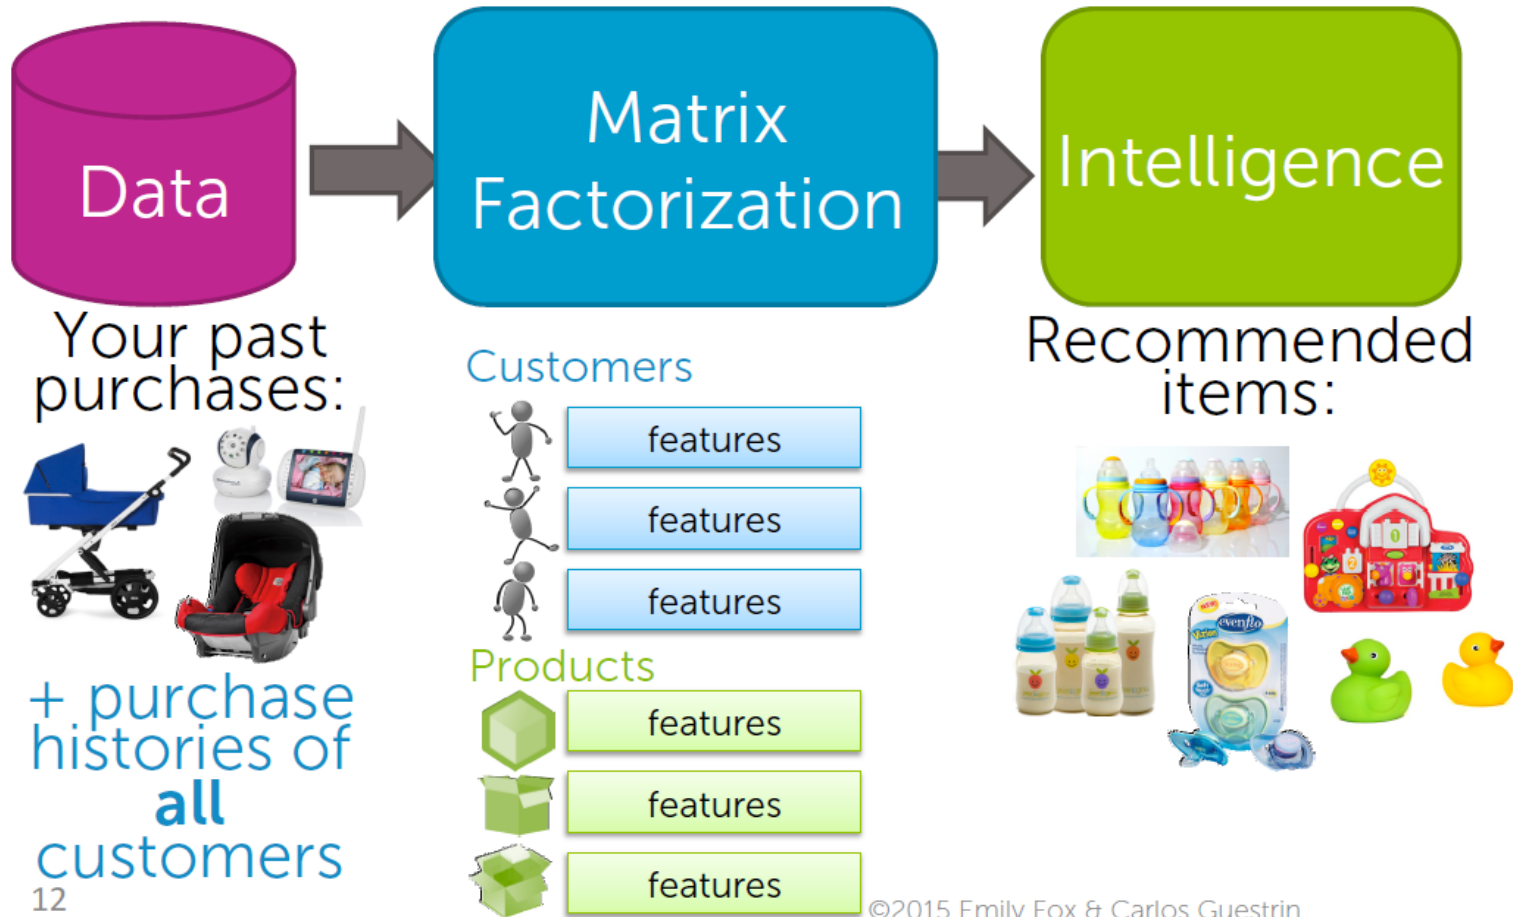 Data
Matrix
Factorization
Intelligence
Your past
purchases:
+ purchase
histories of
all
customers
12
Customers
features
features
features
Products
features
features
features
Recommended
items:
evenflo
©2015 Emily Fox & Carlos Guestrin